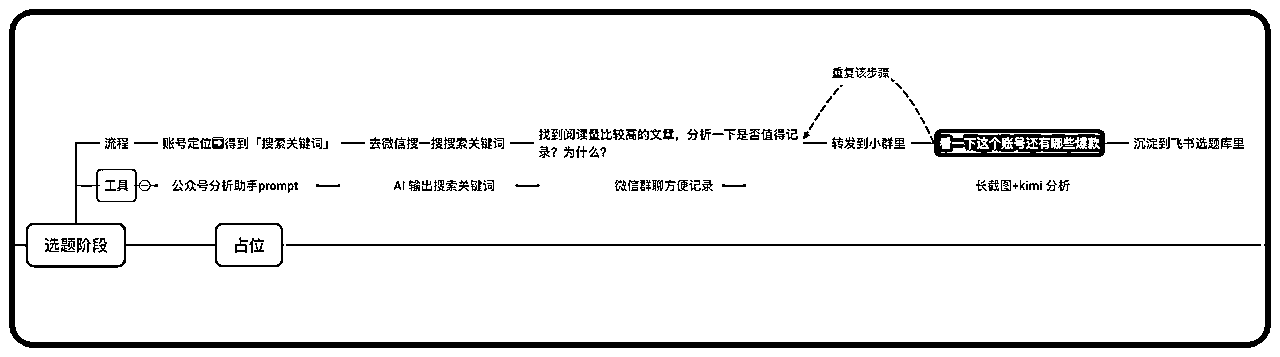 重复该步骤
流程
账号定位➡得到「搜索关键词」
去微信搜一搜搜索关键词
找到阅读量比较高的文章，分析一下是否值得记
录？为什么？
转发到小群里
看一下这个账号还有哪些爆款
沉淀到飞书选题库里
工具
公众号分析助手prompt
AI 输出搜索关键词
微信群聊方便记录
长截图+kimi 分析
选题阶段
占位